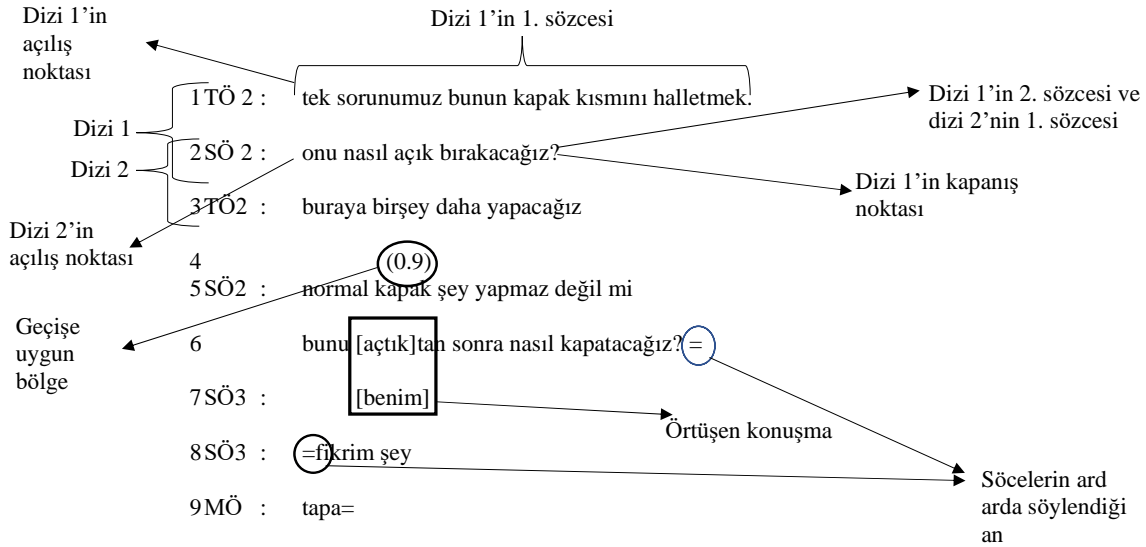 Dizi 1'in
açılış
noktası
Dizi 1'in 1. sözcesi
1 TÖ 2 : tek sorunumuz bunun kapak kısmını halletmek.
Dizi 1'in 2. sözcesi ve
dizi 2'nin 1. sözcesi
Dizi 1
2 SÖ 2 : onu nasıl açık bırakacağız?
Dizi 2
Dizi 1'in kapanış
noktası
3 TÖ2 : buraya birşey daha yapacağız
Dizi 2'in
açılış noktası
4 (0.9)
5 SÖ2 : normal kapak şey yapmaz değil mi
Geçişe
uygun
bölge
6 bunu [açtık]tan sonra nasıl kapatacağız? =
7 SÖ3 : [benim]
Örtüşen konuşma
8 SÖ3 : =fikrim şey
Söcelerin ard
arda söylendiği
an
9 MÖ : tapa=